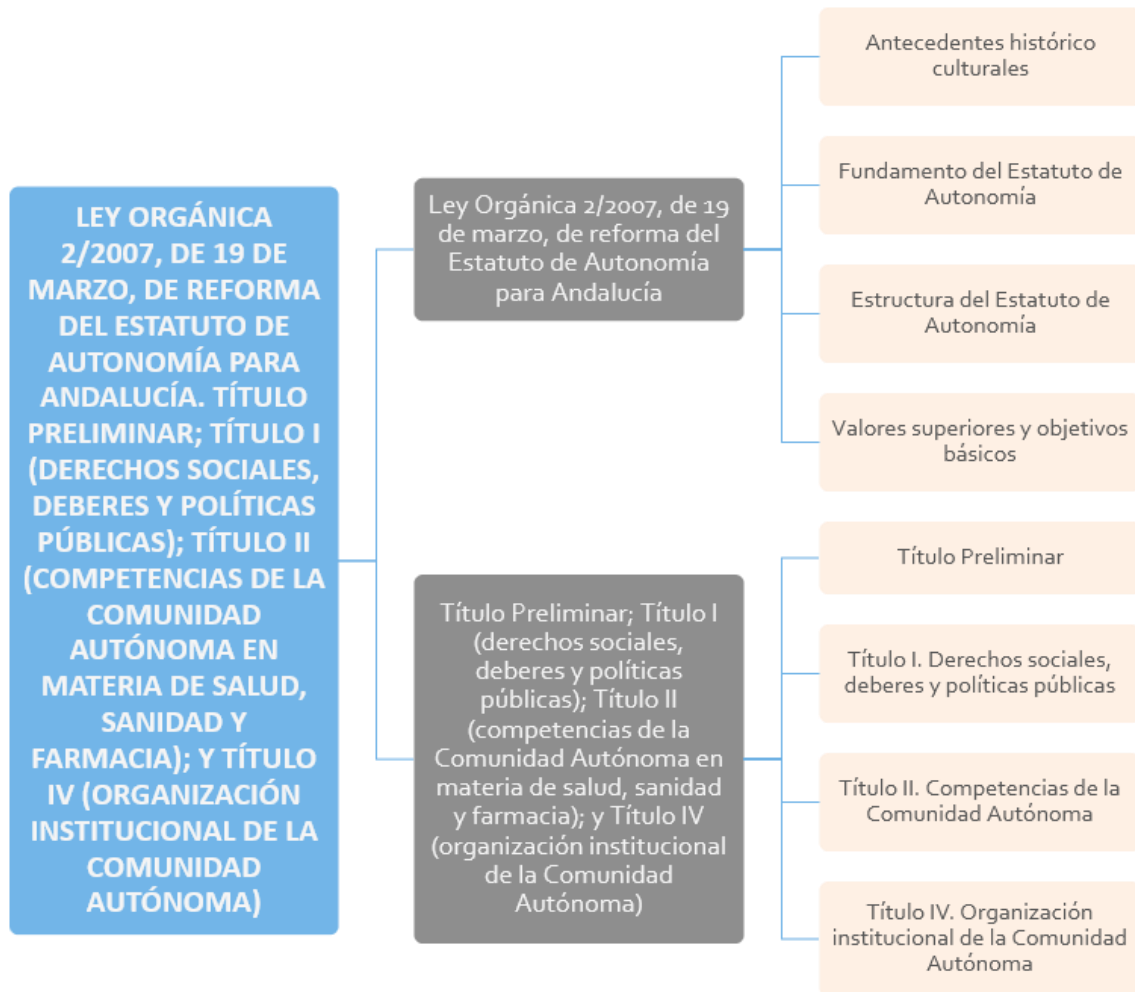 LEY ORGÁNICA
2/2007, DE 19 DE
MARZO, DE REFORMA
DEL ESTATUTO DE
AUTONOMÍA PARA
ANDALUCÍA. TÍTULO
PRELIMINAR; TÍTULO I
(DERECHOS SOCIALES,
DEBERES Y POLÍTICAS
PÚBLICAS); TÍTULO II
(COMPETENCIAS DE LA
COMUNIDAD
AUTÓNOMA EN
MATERIA DE SALUD,
SANIDAD Y
FARMACIA); Y TÍTULO
IV (ORGANIZACIÓN
INSTITUCIONAL DE LA
COMUNIDAD
AUTÓNOMA)
Ley Orgánica 2/2007, de 19
de marzo, de reforma del
Estatuto de Autonomía
para Andalucía
Antecedentes histórico
culturales
Fundamento del Estatuto de
Autonomía
Estructura del Estatuto de
Autonomía
Valores superiores y objetivos
básicos
Título Preliminar; Título I
(derechos sociales,
deberes y políticas
públicas); Título II
(competencias de la
Comunidad Autónoma en
materia de salud, sanidad
y farmacia); y Título IV
(organización institucional
de la Comunidad
Autónoma)
Título Preliminar
Título I. Derechos sociales,
deberes y políticas públicas
Título II. Competencias de la
Comunidad Autónoma
Título IV. Organización
institucional de la Comunidad
Autónoma